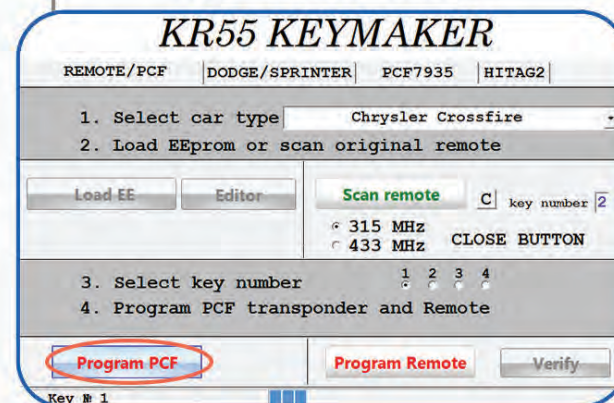 KR55 KEYMAKER
REMOTE/PCF DODGE/SPRINTER PCF7935 HITAG2
1. Select car type Chrysler Crossfire
2. Load EEprom or scan original remote
Load EE Editor Scan remote C key number 2
315 MHz
433 MHz CLOSE BUTTON
1 2 3 4
3. Select key number
4. Program PCF transponder and Remote
Program PCF Program Remote Verify
Key № 1